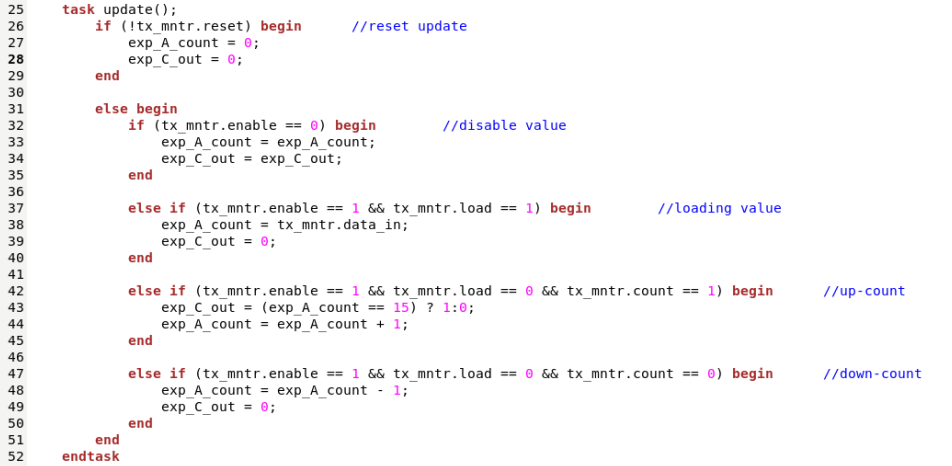 25    task update();
26        if (!tx_mntr.reset) begin      //reset update
27            exp_A_count = 0;
28            exp_C_out = 0;
29        end
30
31        else begin
32            if (tx_mntr.enable == 0) begin        //disable value
33                exp_A_count = exp_A_count;
34                exp_C_out = exp_C_out;
35            end
36
37            else if (tx_mntr.enable == 1 && tx_mntr.load == 1) begin        //loading value
38                exp_A_count = tx_mntr.data_in;
39                exp_C_out = 0;
40            end
41
42            else if (tx_mntr.enable == 1 && tx_mntr.load == 0 && tx_mntr.count == 1) begin      //up-count
43                exp_C_out = (exp_A_count == 15) ? 1:0;
44                exp_A_count = exp_A_count + 1;
45            end
46
47            else if (tx_mntr.enable == 1 && tx_mntr.load == 0 && tx_mntr.count == 0) begin      //down-count
48                exp_A_count = exp_A_count - 1;
49                exp_C_out = 0;
50            end
51        end
52    endtask